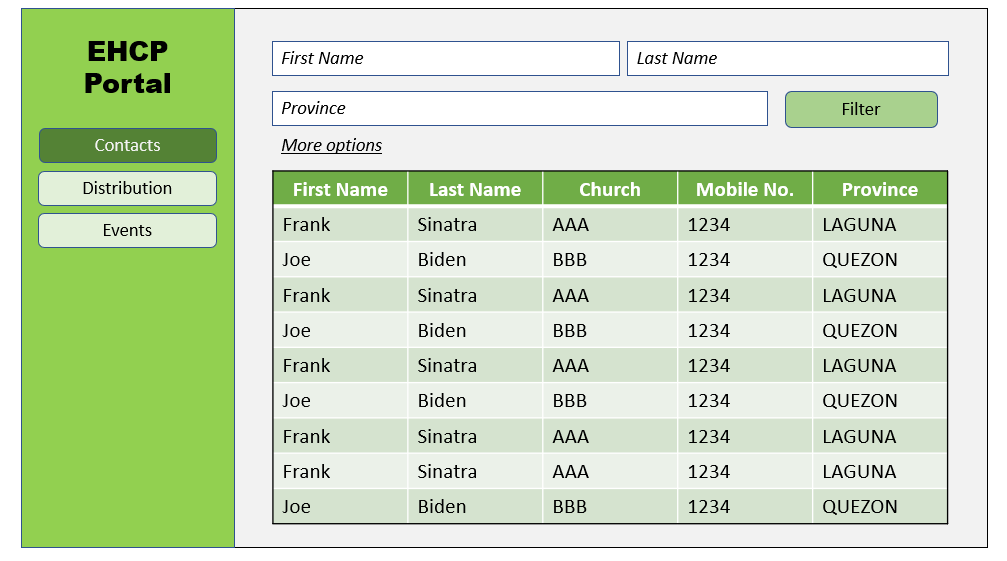 EHCP
Portal
Contacts
Distribution
Events
First Name Last Name
Province Filter
More options
First Name Last Name Church Mobile No. Province
Frank Sinatra AAA 1234 LAGUNA
Joe Biden BBB 1234 QUEZON
Frank Sinatra AAA 1234 LAGUNA
Joe Biden BBB 1234 QUEZON
Frank Sinatra AAA 1234 LAGUNA
Joe Biden BBB 1234 QUEZON
Frank Sinatra AAA 1234 LAGUNA
Frank Sinatra AAA 1234 LAGUNA
Joe Biden BBB 1234 QUEZON